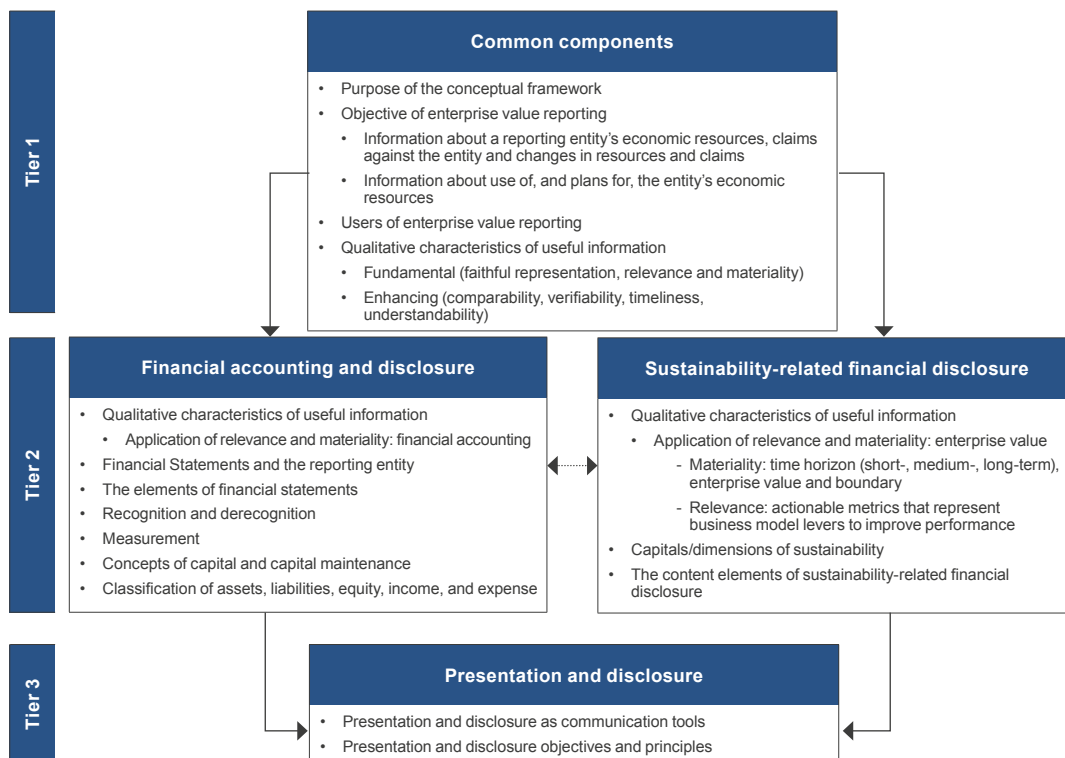 Tier 1
Common components
• Purpose of the conceptual framework
• Objective of enterprise value reporting
• Information about a reporting entity’s economic resources, claims
against the entity and changes in resources and claims
• Information about use of, and plans for, the entity’s economic
resources
• Users of enterprise value reporting
• Qualitative characteristics of useful information
• Fundamental (faithful representation, relevance and materiality)
• Enhancing (comparability, verifiability, timeliness,
understandability)
Tier 2
Financial accounting and disclosure
• Qualitative characteristics of useful information
• Application of relevance and materiality: financial accounting
• Financial Statements and the reporting entity
• The elements of financial statements
• Recognition and derecognition
• Measurement
• Concepts of capital and capital maintenance
• Classification of assets, liabilities, equity, income, and expense
Sustainability-related financial disclosure
• Qualitative characteristics of useful information
• Application of relevance and materiality: enterprise value
- Materiality: time horizon (short-, medium-, long-term),
enterprise value and boundary
- Relevance: actionable metrics that represent
business model levers to improve performance
• Capitals/dimensions of sustainability
• The content elements of sustainability-related financial
disclosure
Tier 3
Presentation and disclosure
• Presentation and disclosure as communication tools
• Presentation and disclosure objectives and principles